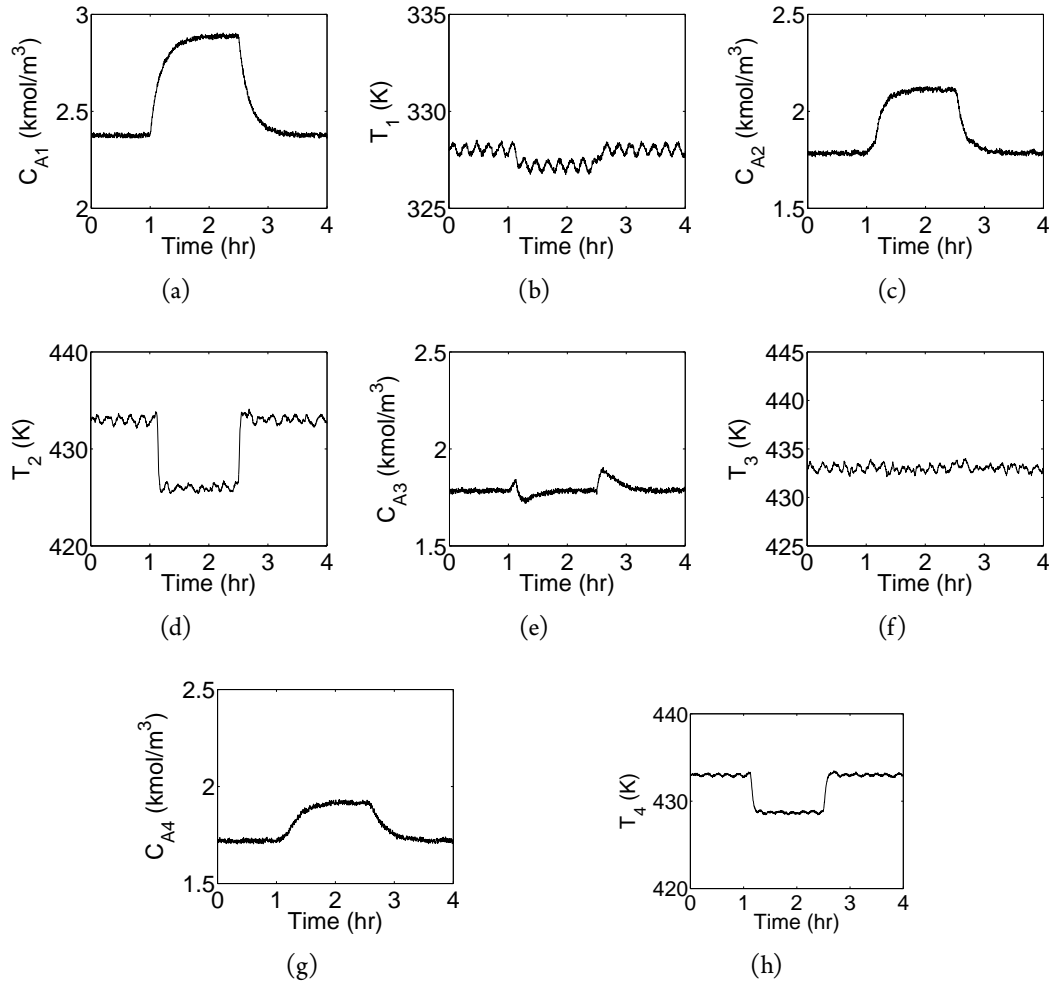 3
2.5
2
C_A1 (kmol/m^3)
0 1 2 3 4
Time (hr)
(a)
335
330
325
T_1 (K)
0 1 2 3 4
Time (hr)
(b)
2.5
2
1.5
C_A2 (kmol/m^3)
0 1 2 3 4
Time (hr)
(c)
440
430
420
T_2 (K)
0 1 2 3 4
Time (hr)
(d)
2.5
2
1.5
C_A3 (kmol/m^3)
0 1 2 3 4
Time (hr)
(e)
445
440
435
430
425
T_3 (K)
0 1 2 3 4
Time (hr)
(f)
2.5
2
1.5
C_A4 (kmol/m^3)
0 1 2 3 4
Time (hr)
(g)
440
430
420
T_4 (K)
0 1 2 3 4
Time (hr)
(h)